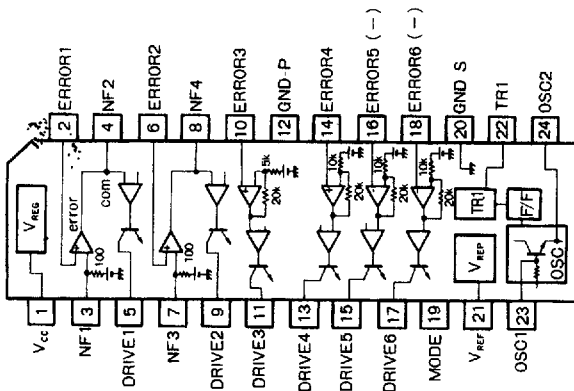 ERROR1
NF2
ERROR2
NF4
ERROR3
GND-P
ERROR4
ERROR5 (−)
ERROR6 (−)
GND S
TR1
OSC2
2
4
6
8
10
12
14
16
18
20
22
24
VREG
error
com
100
100
5k
20k
10k
20k
10k
20k
10k
20k
TR1
F/F
VREP
OSC
1
3
5
7
9
11
13
15
17
19
21
23
Vcc
NF1
DRIVE1
NF3
DRIVE2
DRIVE3
DRIVE4
DRIVE5
DRIVE6
MODE
VREF
OSC1